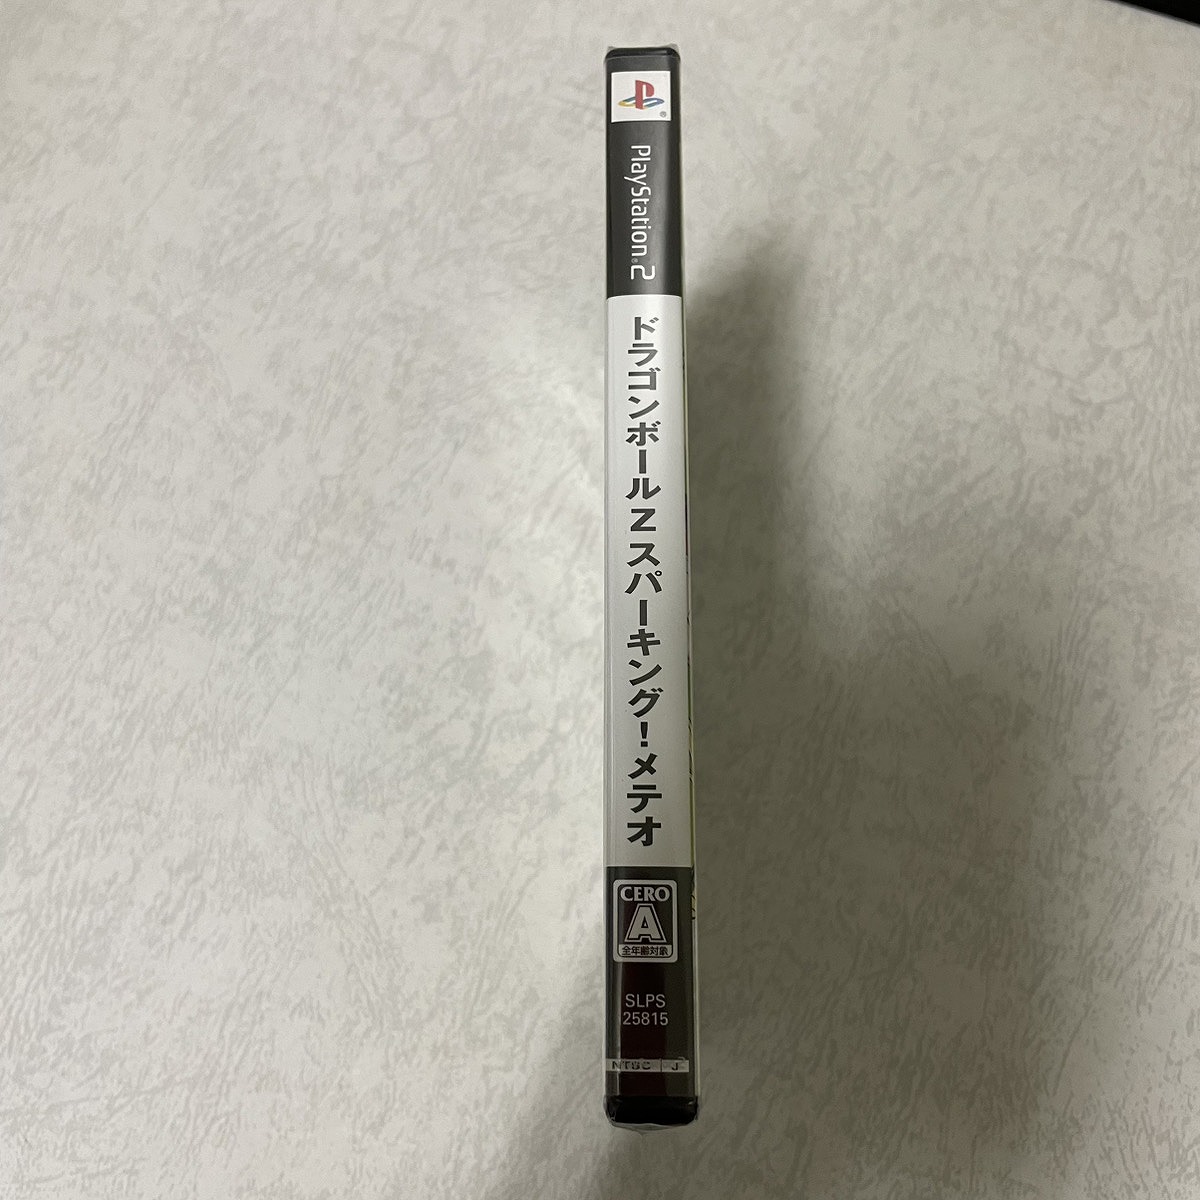 PlayStation®2
ドラゴンボールZ スパーキング！メテオ
CERO
A
全年齢対象
SLPS
25815
NTSC J